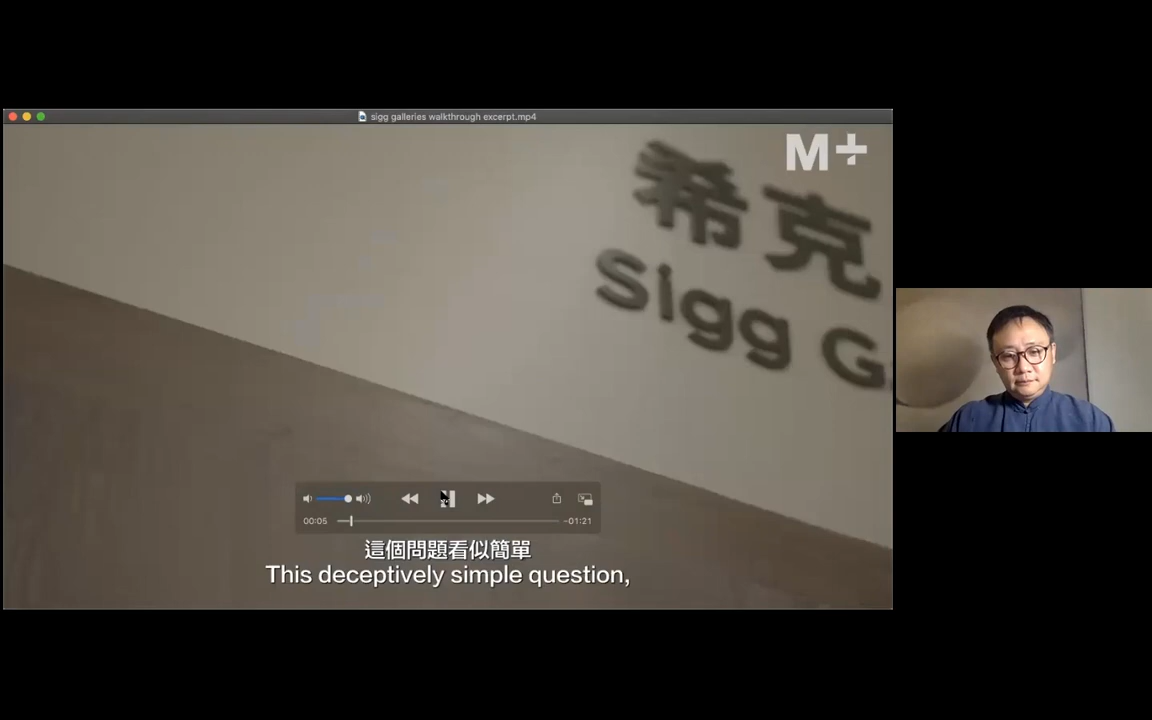 sigg galleries walkthrough excerpt.mp4
M+
希克
Sigg Ga
00:05
-01:21
這個問題看似簡單
This deceptively simple question,